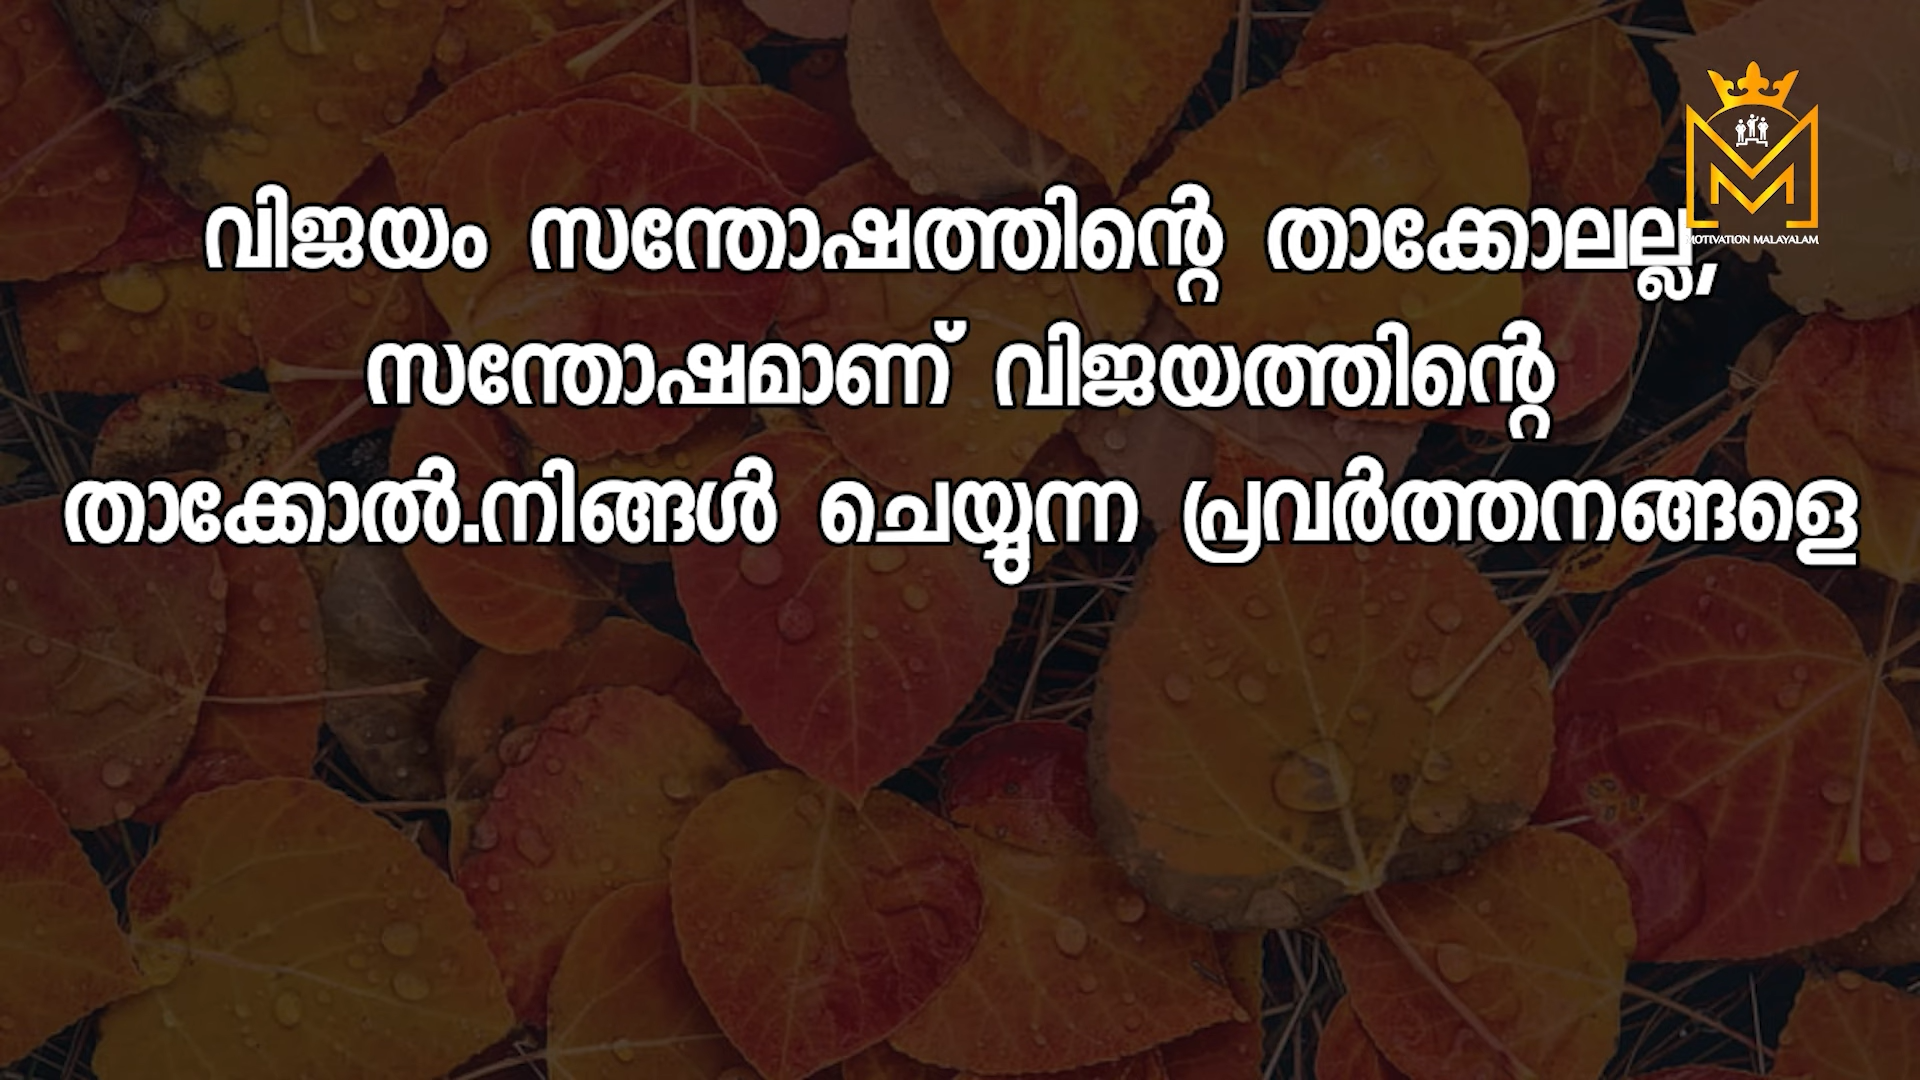 വിജയം സന്തോഷത്തിന്റെ താക്കോലല്ല,
സന്തോഷമാണ് വിജയത്തിന്റെ
താക്കോൽ.നിങ്ങൾ ചെയ്യുന്ന പ്രവർത്തനങ്ങളെ
MOTIVATION MALAYALAM